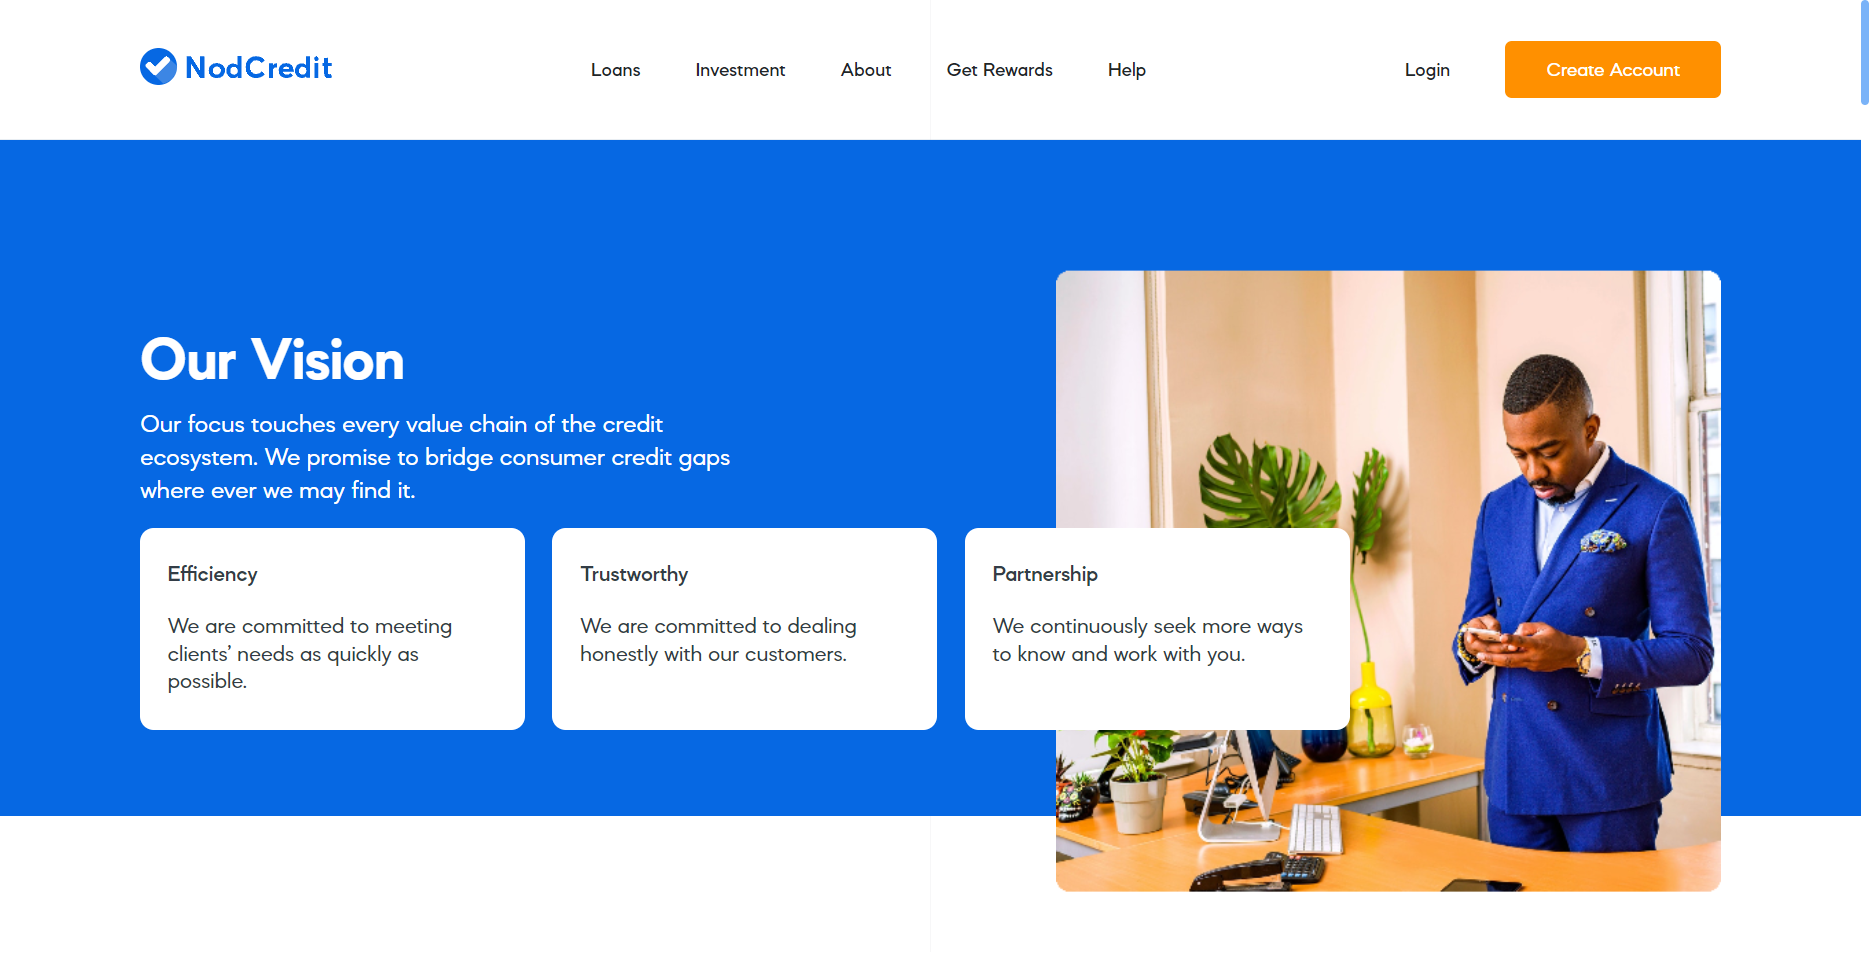 NodCredit
Loans
Investment
About
Get Rewards
Help
Login
Create Account
Our Vision
Our focus touches every value chain of the credit
ecosystem. We promise to bridge consumer credit gaps
where ever we may find it.
Efficiency
We are committed to meeting
clients’ needs as quickly as
possible.
Trustworthy
We are committed to dealing
honestly with our customers.
Partnership
We continuously seek more ways
to know and work with you.